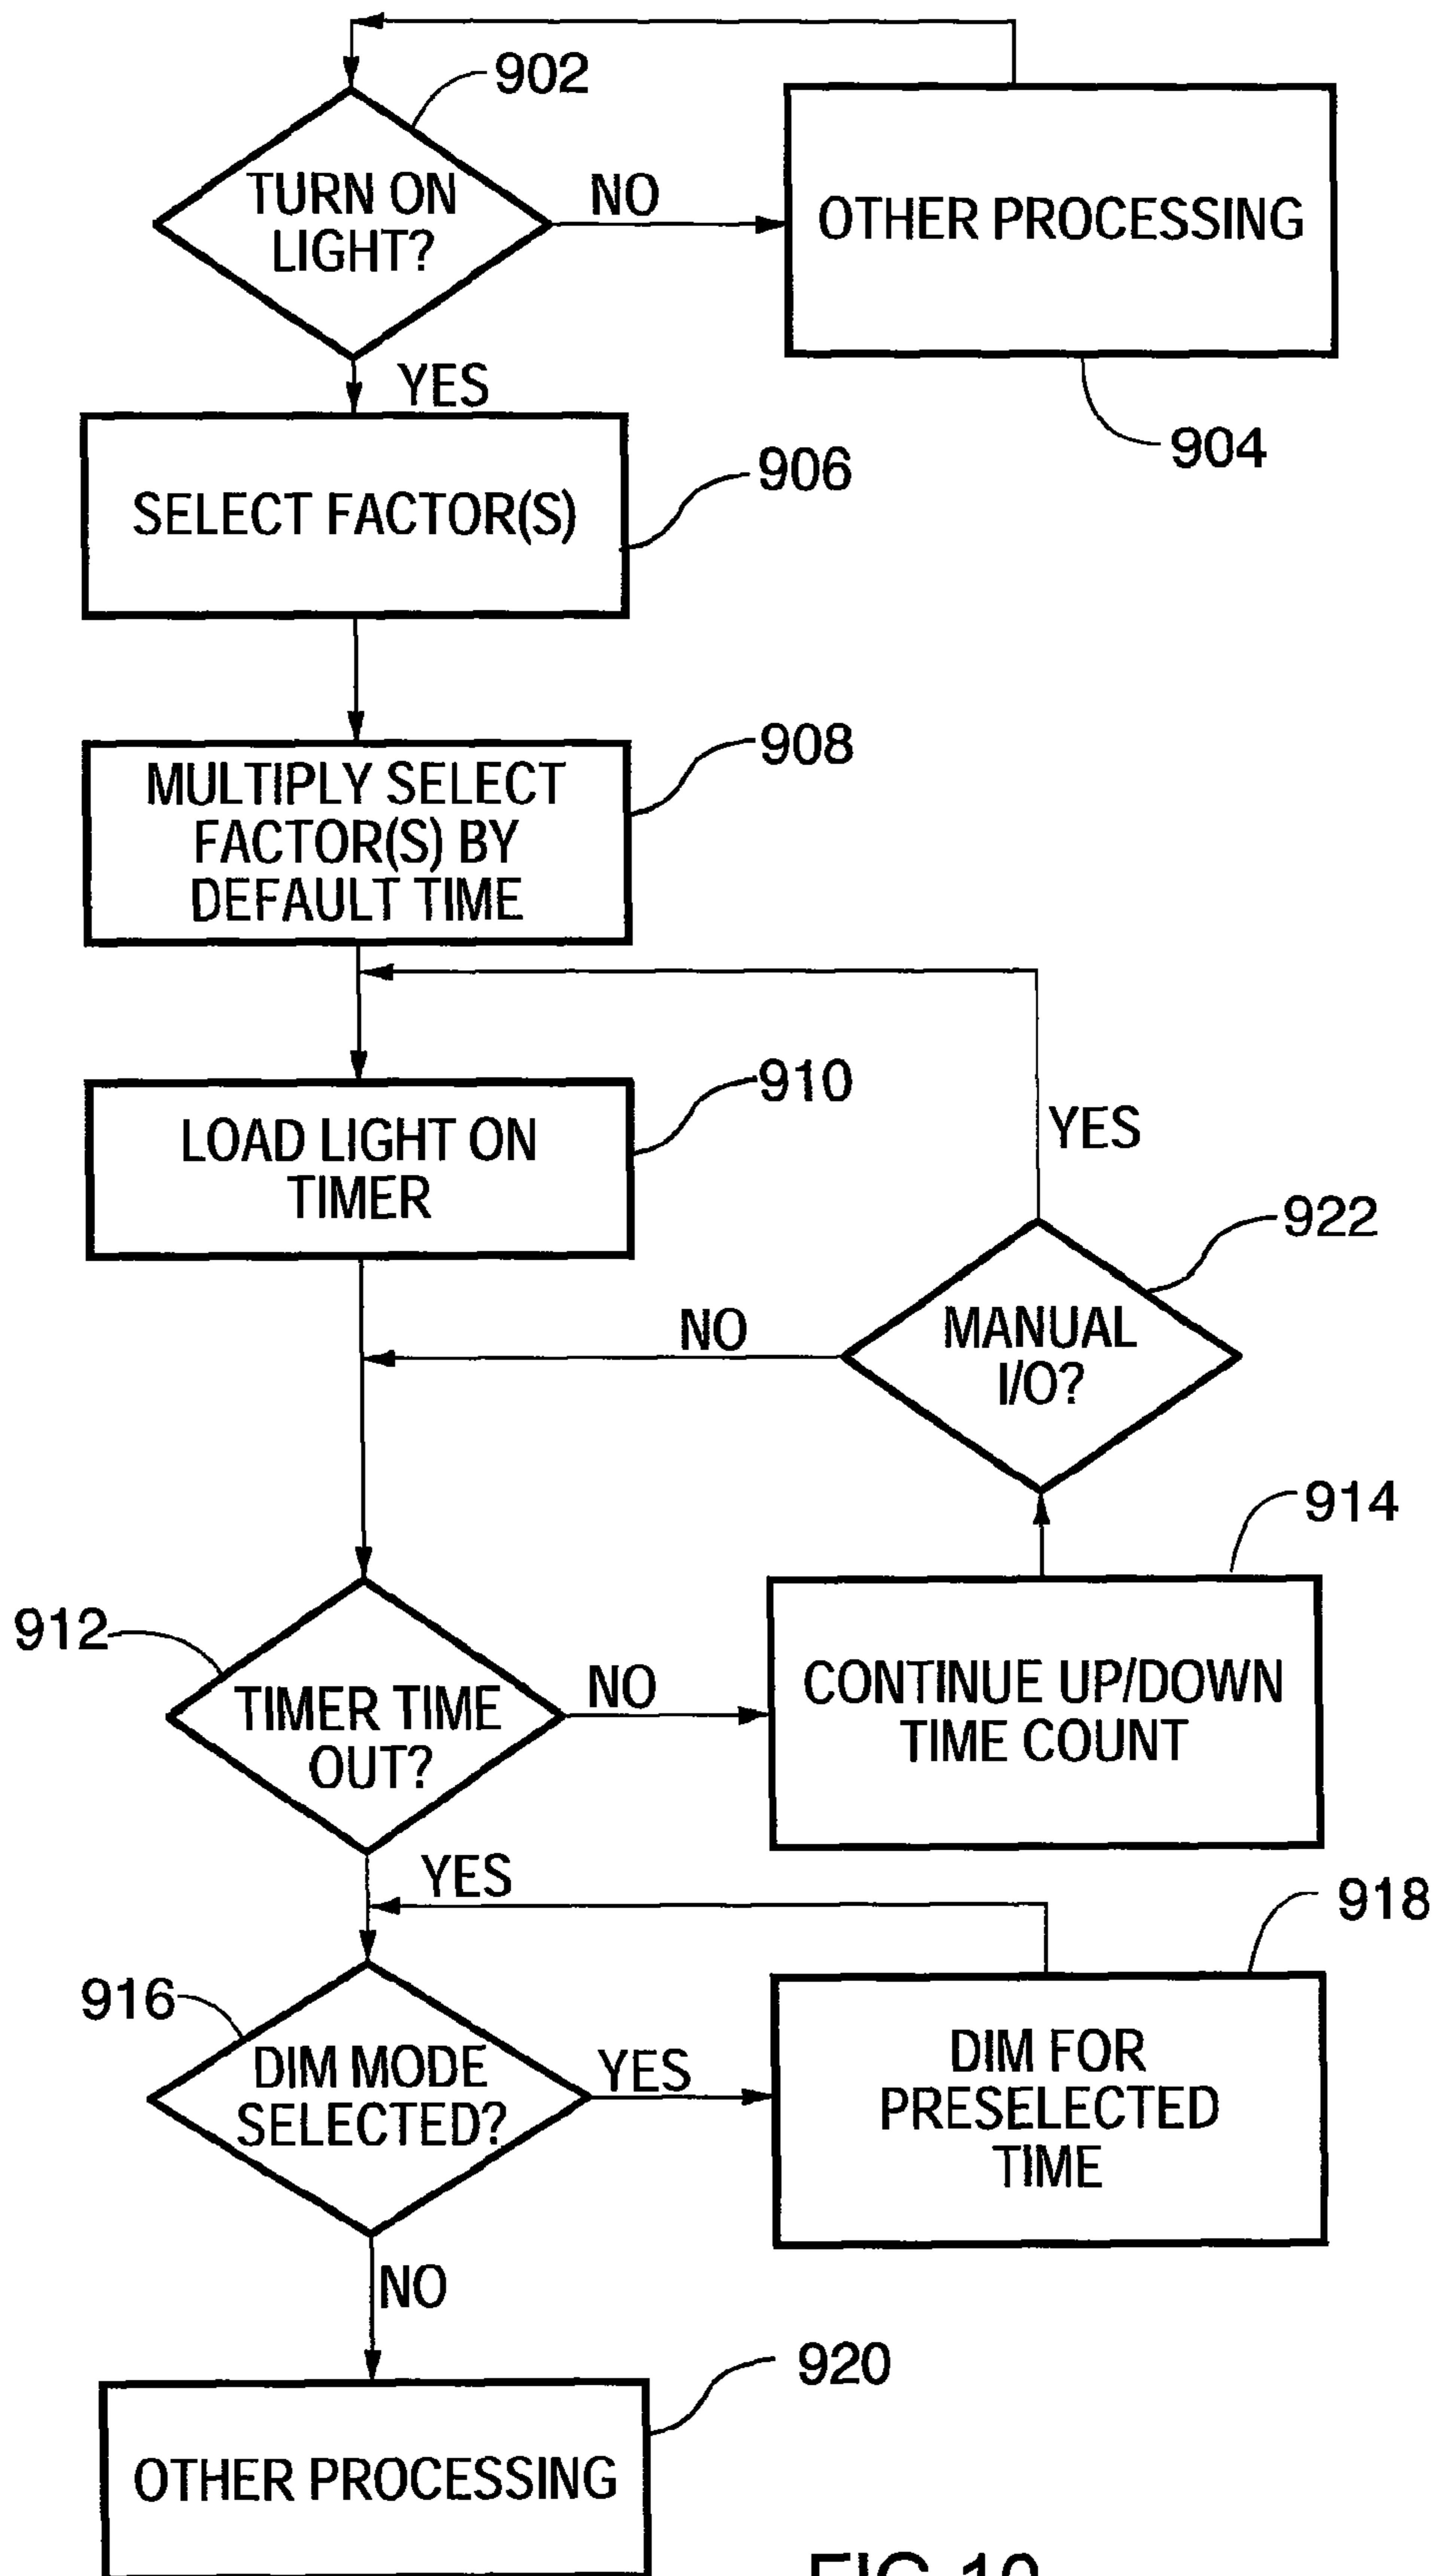 902
TURN ON
LIGHT?
NO
OTHER PROCESSING
904
YES
SELECT FACTOR(S)
906
MULTIPLY SELECT
FACTOR(S) BY
DEFAULT TIME
908
LOAD LIGHT ON
TIMER
910
YES
922
MANUAL
I/O?
NO
914
912
TIMER TIME
OUT?
NO
CONTINUE UP/DOWN
TIME COUNT
YES
918
916
DIM MODE
SELECTED?
YES
DIM FOR
PRESELECTED
TIME
NO
920
OTHER PROCESSING